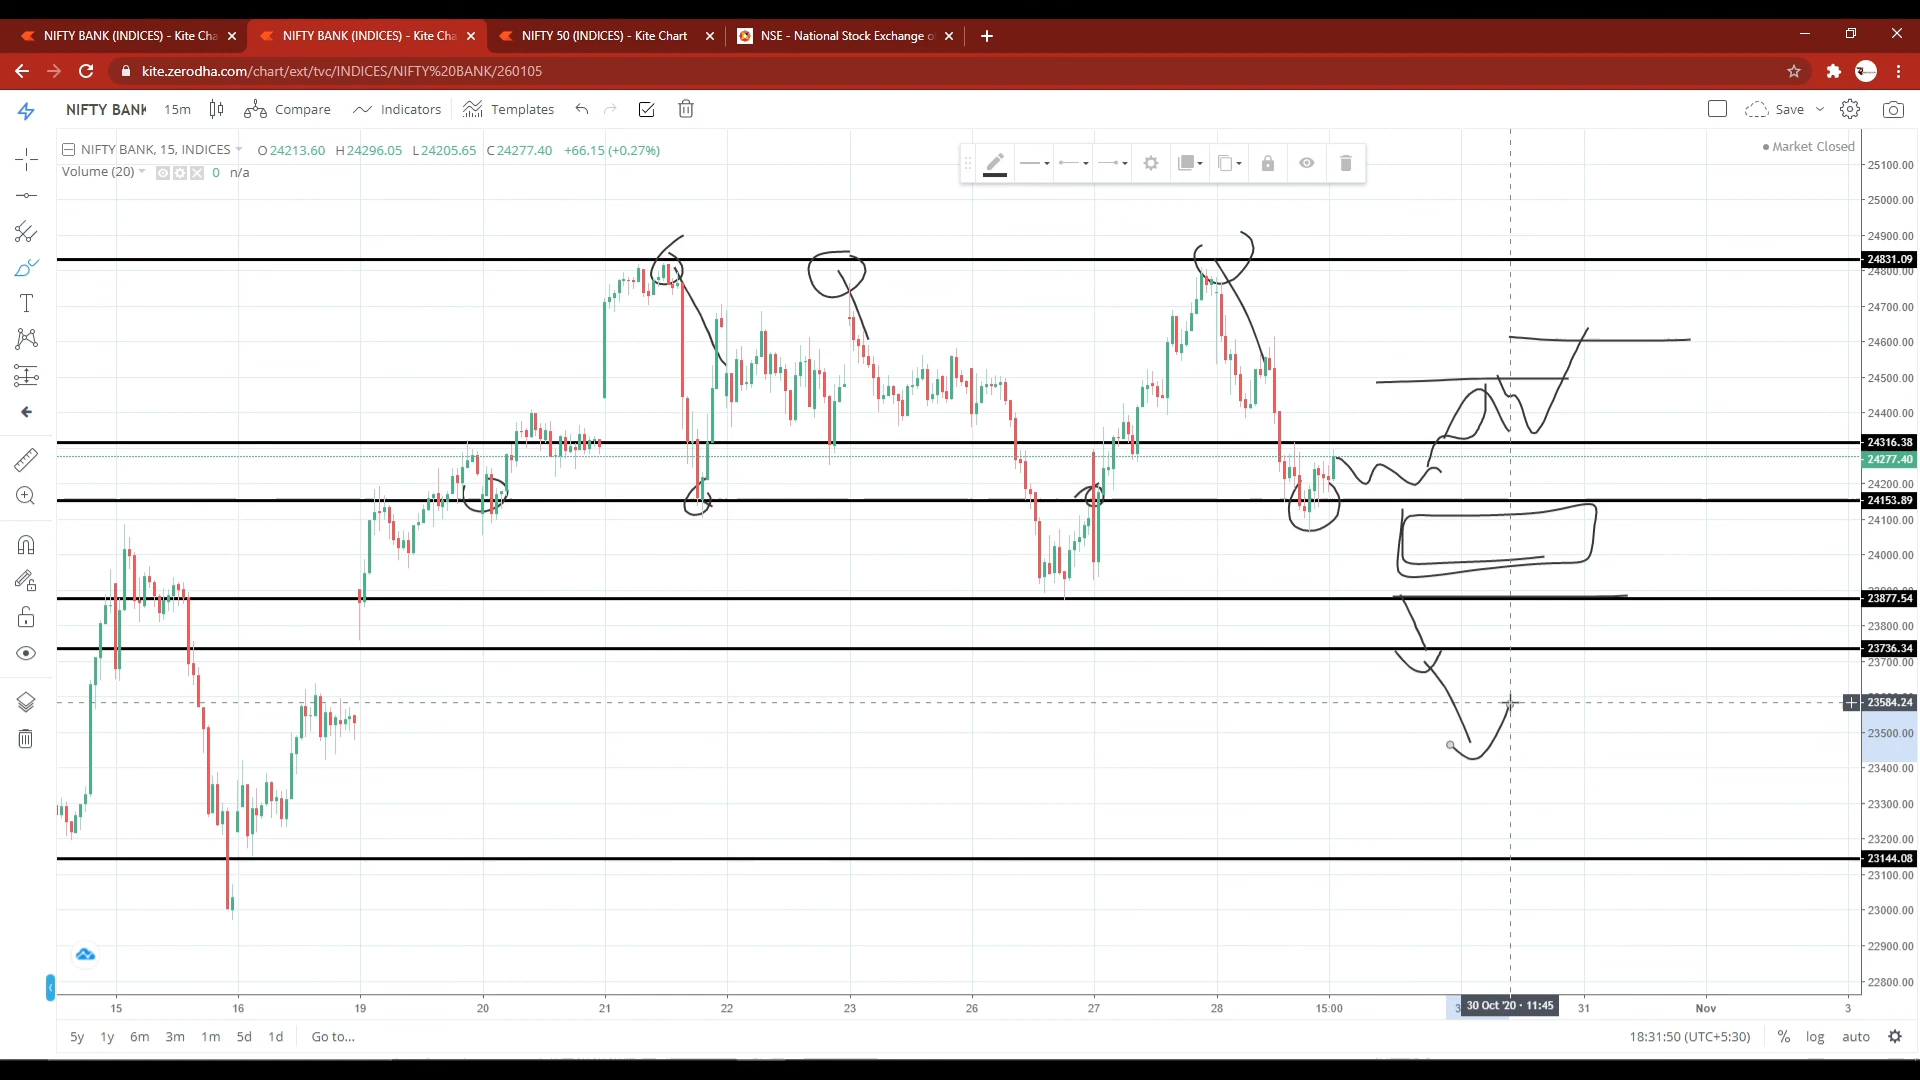 NIFTY BANK (INDICES) - Kite Cha
NIFTY BANK (INDICES) - Kite Cha
NIFTY 50 (INDICES) - Kite Chart
NSE - National Stock Exchange o
kite.zerodha.com/chart/ext/tvc/INDICES/NIFTY%20BANK/260105
NIFTY BANK 15m Compare Indicators Templates Save
NIFTY BANK, 15, INDICES O24213.60 H24296.05 L24205.65 C24277.40 +66.15 (+0.27%)
Market Closed
Volume (20) 0 n/a
25100.00
25000.00
24900.00
24831.09
24800.00
24700.00
24600.00
24500.00
24400.00
24316.38
24277.40
24200.00
24153.89
24100.00
24000.00
23877.54
23800.00
23736.34
23700.00
23584.24
23500.00
23400.00
23300.00
23200.00
23144.08
23100.00
23000.00
22900.00
22800.00
15 16 19 20 21 22 23 26 27 28 15:00 30 Oct '20 · 11:45 31 Nov 3
5y 1y 6m 3m 1m 5d 1d Go to... 18:31:50 (UTC+5:30) % log auto